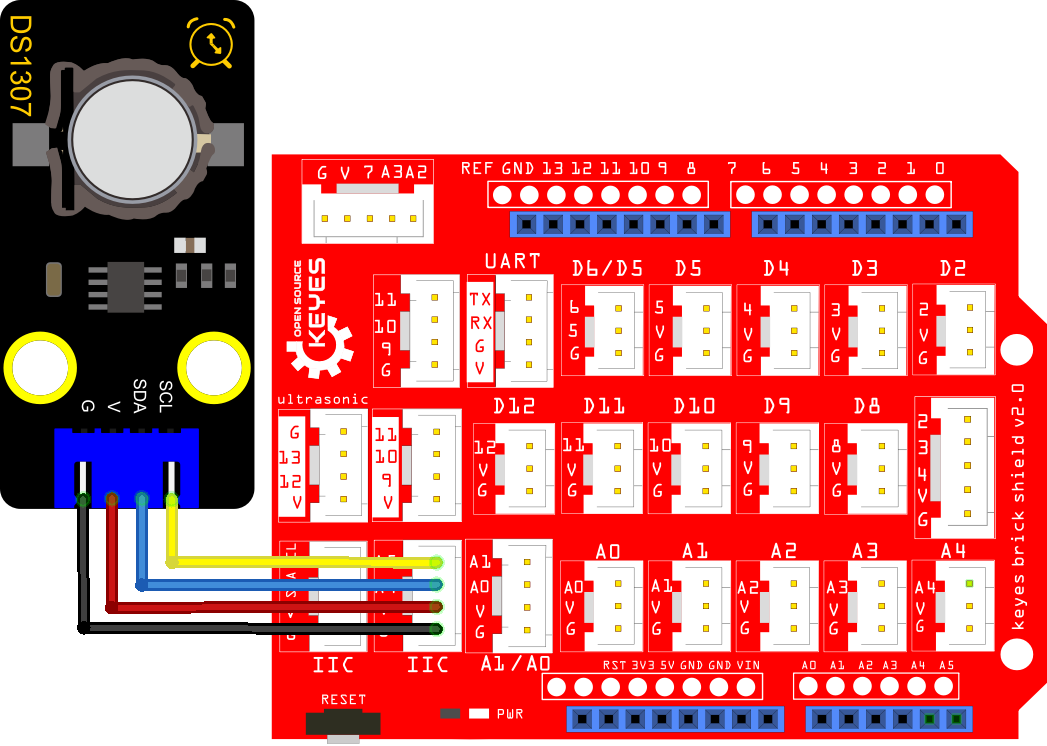 DS1307
G
V
SDA
SCL
G V 7 A3 A2
REF GND 13 12 11 10 9 8
7 6 5 4 3 2 1 0
OPEN SOURCE
KEYES
UART
D6/D5
D5
D4
D3
D2
11
10
9
G
TX
RX
G
V
6
5
G
5
V
G
4
V
G
3
V
G
2
V
G
ultrasonic
D12
D11
D10
D9
D8
G
13
12
V
11
10
9
V
12
V
G
11
V
G
10
V
G
9
V
G
8
V
G
2
3
4
V
G
keyes brick shield v2.0
A0
A1
A2
A3
A4
A1
A0
V
G
A0
V
G
A1
V
G
A2
V
G
A3
V
G
A4
V
G
IIC
IIC
A1/A0
RST 3V3 5V GND GND VIN
A0 A1 A2 A3 A4 A5
RESET
PWR